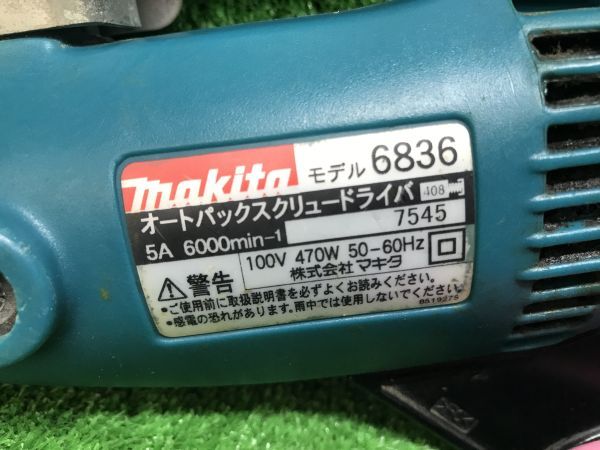 makita モデル 6836
オートパックスクリュードライバ 408
5A 6000min-1 7545
100V 470W 50-60Hz
株式会社 マキタ
警告
•ご使用前に取扱説明書を必ずよくお読みください。
•感電の恐れがあります。雨中では使用しないでください。
851927S